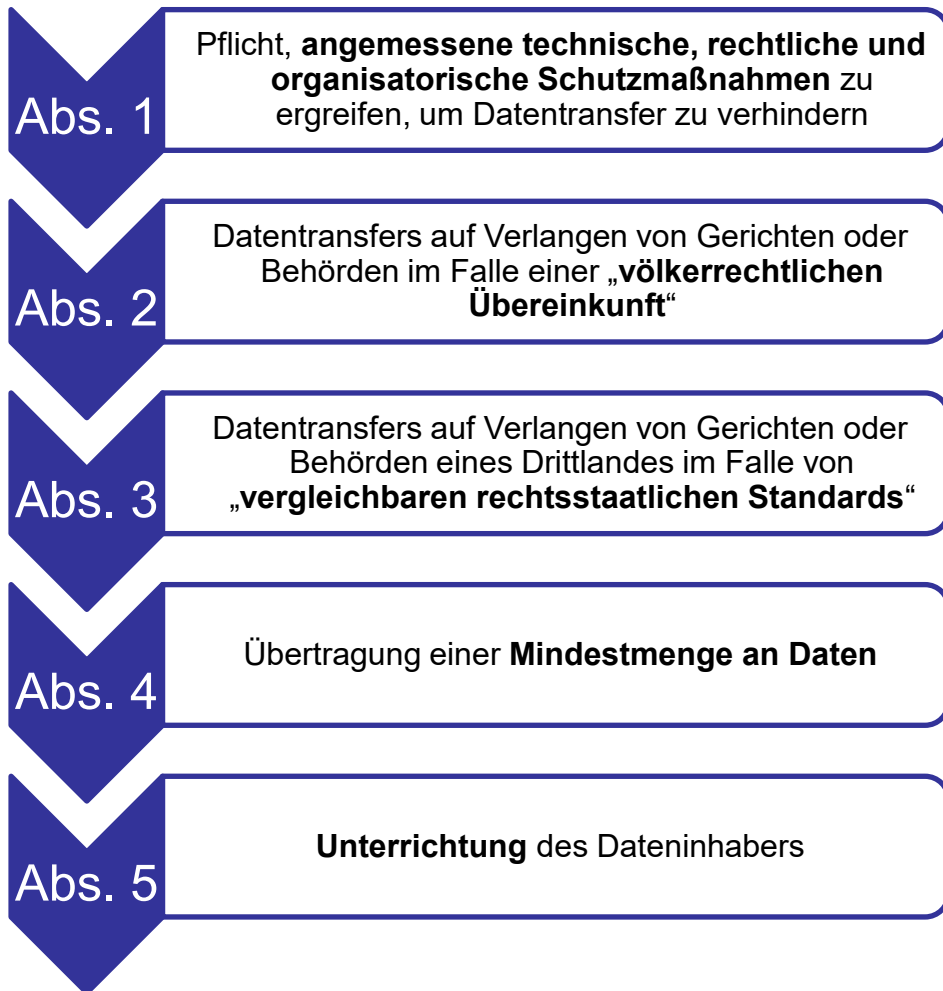 Abs. 1
Pflicht, angemessene technische, rechtliche und
organisatorische Schutzmaßnahmen zu
ergreifen, um Datentransfer zu verhindern
Abs. 2
Datentransfers auf Verlangen von Gerichten oder
Behörden im Falle einer „völkerrechtlichen
Übereinkunft“
Abs. 3
Datentransfers auf Verlangen von Gerichten oder
Behörden eines Drittlandes im Falle von
„vergleichbaren rechtsstaatlichen Standards“
Abs. 4
Übertragung einer Mindestmenge an Daten
Abs. 5
Unterrichtung des Dateninhabers